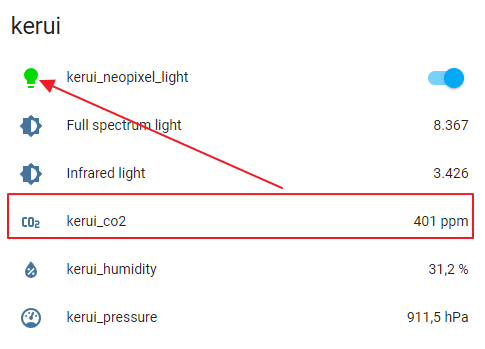 kerui
kerui_neopixel_light
Full spectrum light 8.367
Infrared light 3.426
CO₂ kerui_co2 401 ppm
kerui_humidity 31,2 %
kerui_pressure 911,5 hPa